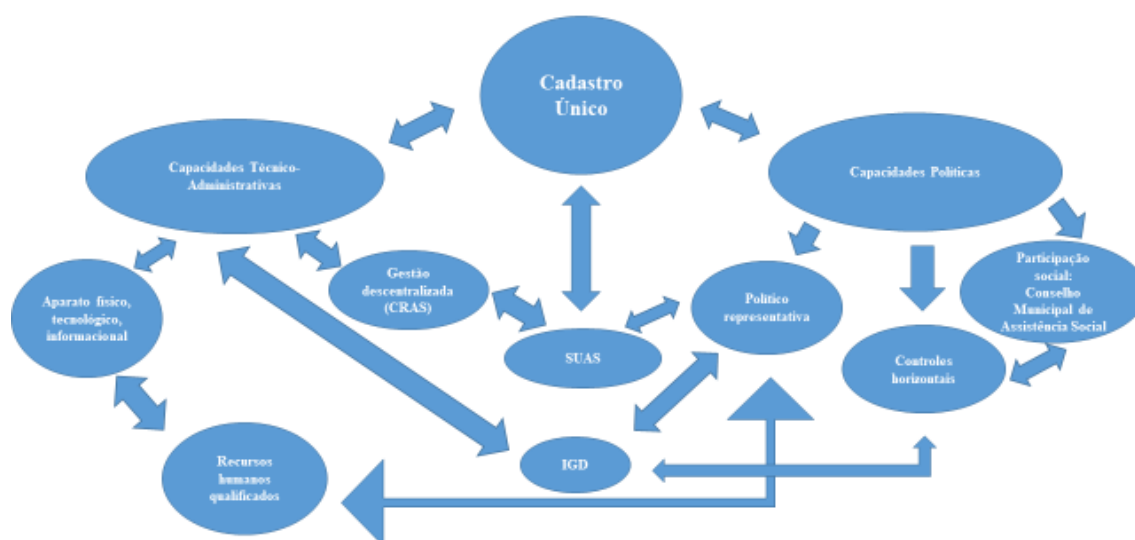 Cadastro
Único
Capacidades Técnico-
Administrativas
Capacidades Políticas
Aparato físico,
tecnológico,
informacional
Gestão
descentralizada
(CRAS)
Político
representativa
Participação
social:
Conselho
Municipal de
Assistência Social
SUAS
Controles
horizontais
Recursos
humanos
qualificados
IGD